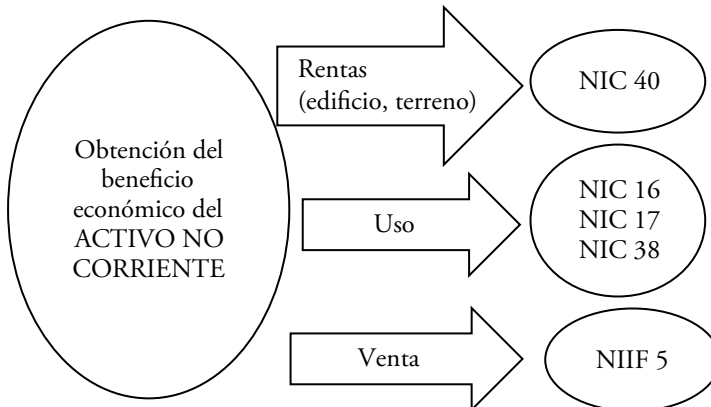 Obtención del
beneficio
económico del
ACTIVO NO
CORRIENTE
Rentas
(edificio, terreno)
NIC 40
Uso
NIC 16
NIC 17
NIC 38
Venta
NIIF 5